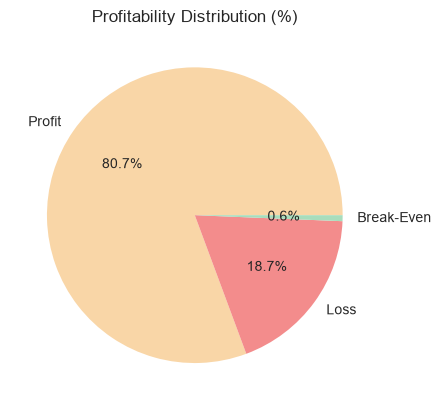 Profitability Distribution (%)
Profit
80.7%
0.6%
Break-Even
18.7%
Loss